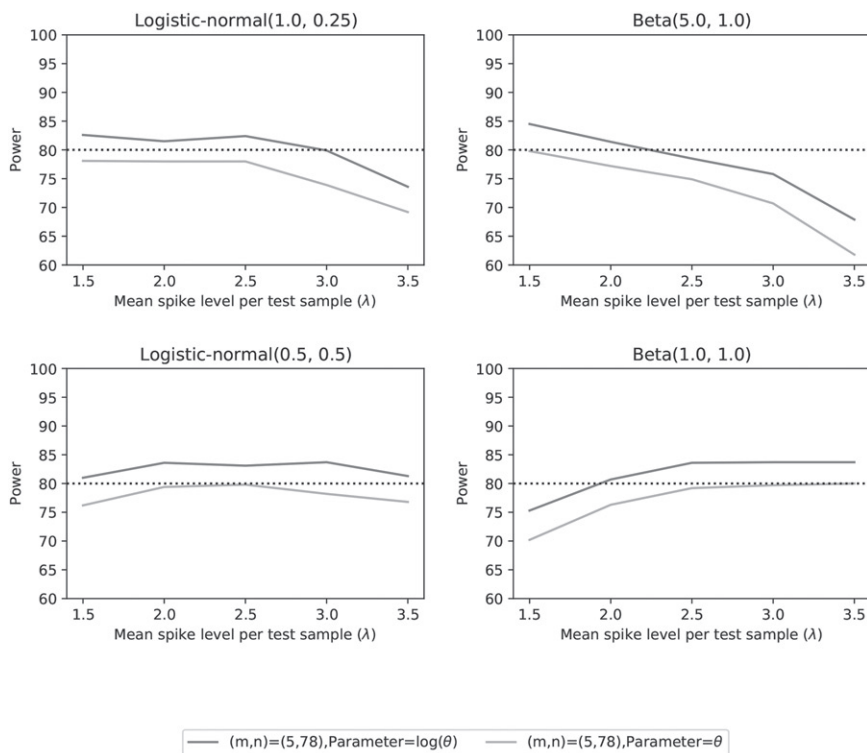 Logistic-normal(1.0, 0.25)
Power
100
95
90
85
80
75
70
65
60
1.5 2.0 2.5 3.0 3.5
Mean spike level per test sample (λ)
Beta(5.0, 1.0)
Power
100
95
90
85
80
75
70
65
60
1.5 2.0 2.5 3.0 3.5
Mean spike level per test sample (λ)
Logistic-normal(0.5, 0.5)
Power
100
95
90
85
80
75
70
65
60
1.5 2.0 2.5 3.0 3.5
Mean spike level per test sample (λ)
Beta(1.0, 1.0)
Power
100
95
90
85
80
75
70
65
60
1.5 2.0 2.5 3.0 3.5
Mean spike level per test sample (λ)
(m,n)=(5,78),Parameter=log(θ) (m,n)=(5,78),Parameter=θ